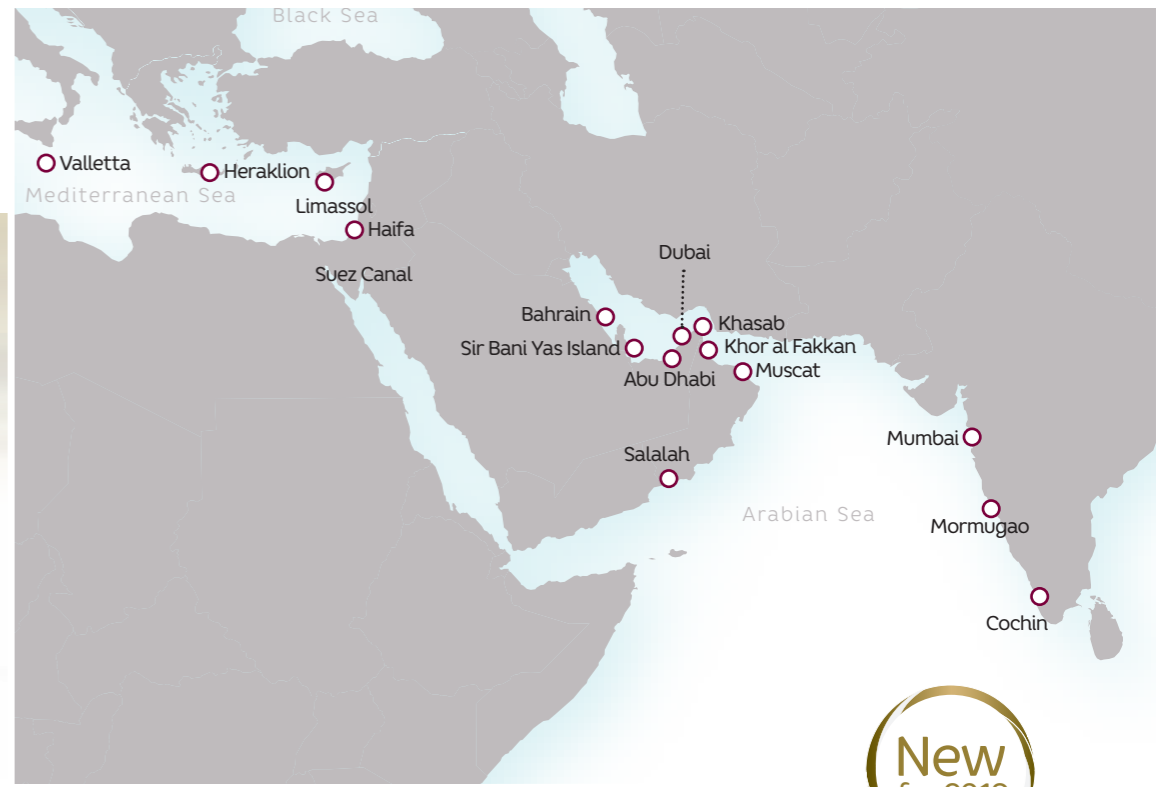 Black Sea
Valletta
Heraklion
Mediterranean Sea
Limassol
Haifa
Dubai
Suez Canal
Bahrain
Khasab
Sir Bani Yas Island
Khor al Fakkan
Abu Dhabi
Muscat
Mumbai
Salalah
Arabian Sea
Mormugao
Cochin
New